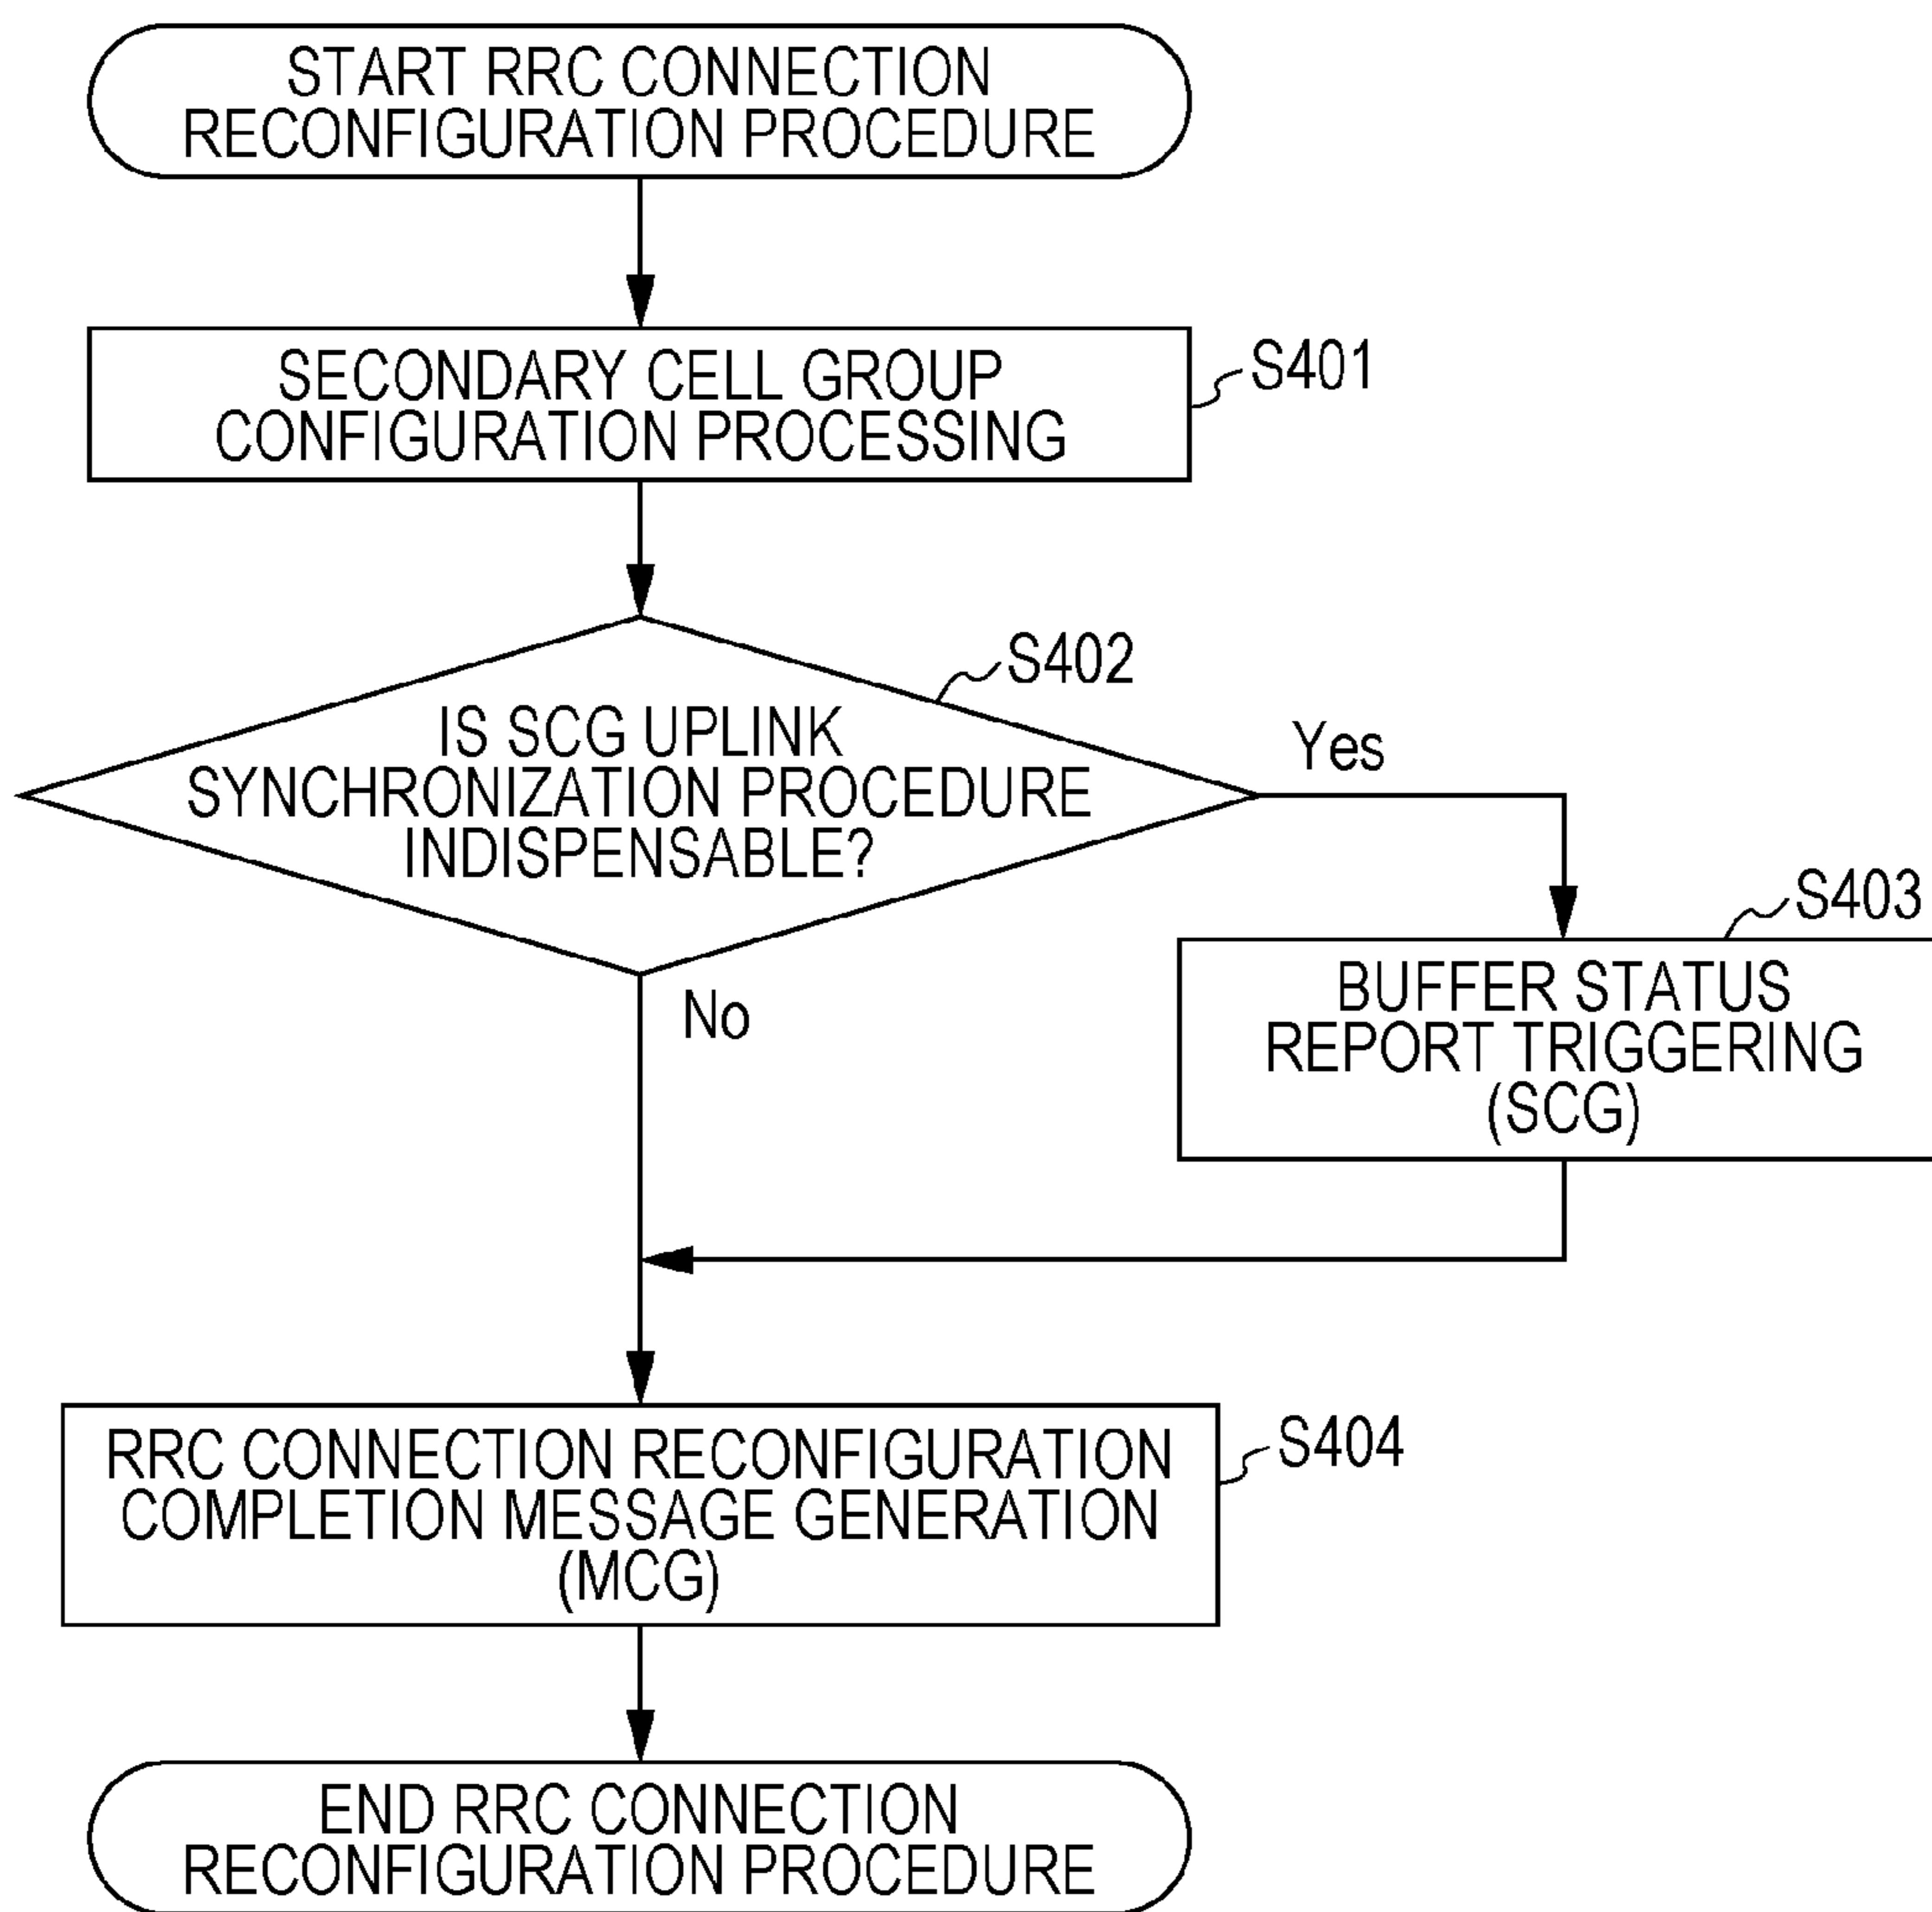 START RRC CONNECTION
RECONFIGURATION PROCEDURE
SECONDARY CELL GROUP
CONFIGURATION PROCESSING
S401
S402
IS SCG UPLINK
SYNCHRONIZATION PROCEDURE
INDISPENSABLE?
Yes
No
S403
BUFFER STATUS
REPORT TRIGGERING
(SCG)
RRC CONNECTION RECONFIGURATION
COMPLETION MESSAGE GENERATION
(MCG)
S404
END RRC CONNECTION
RECONFIGURATION PROCEDURE